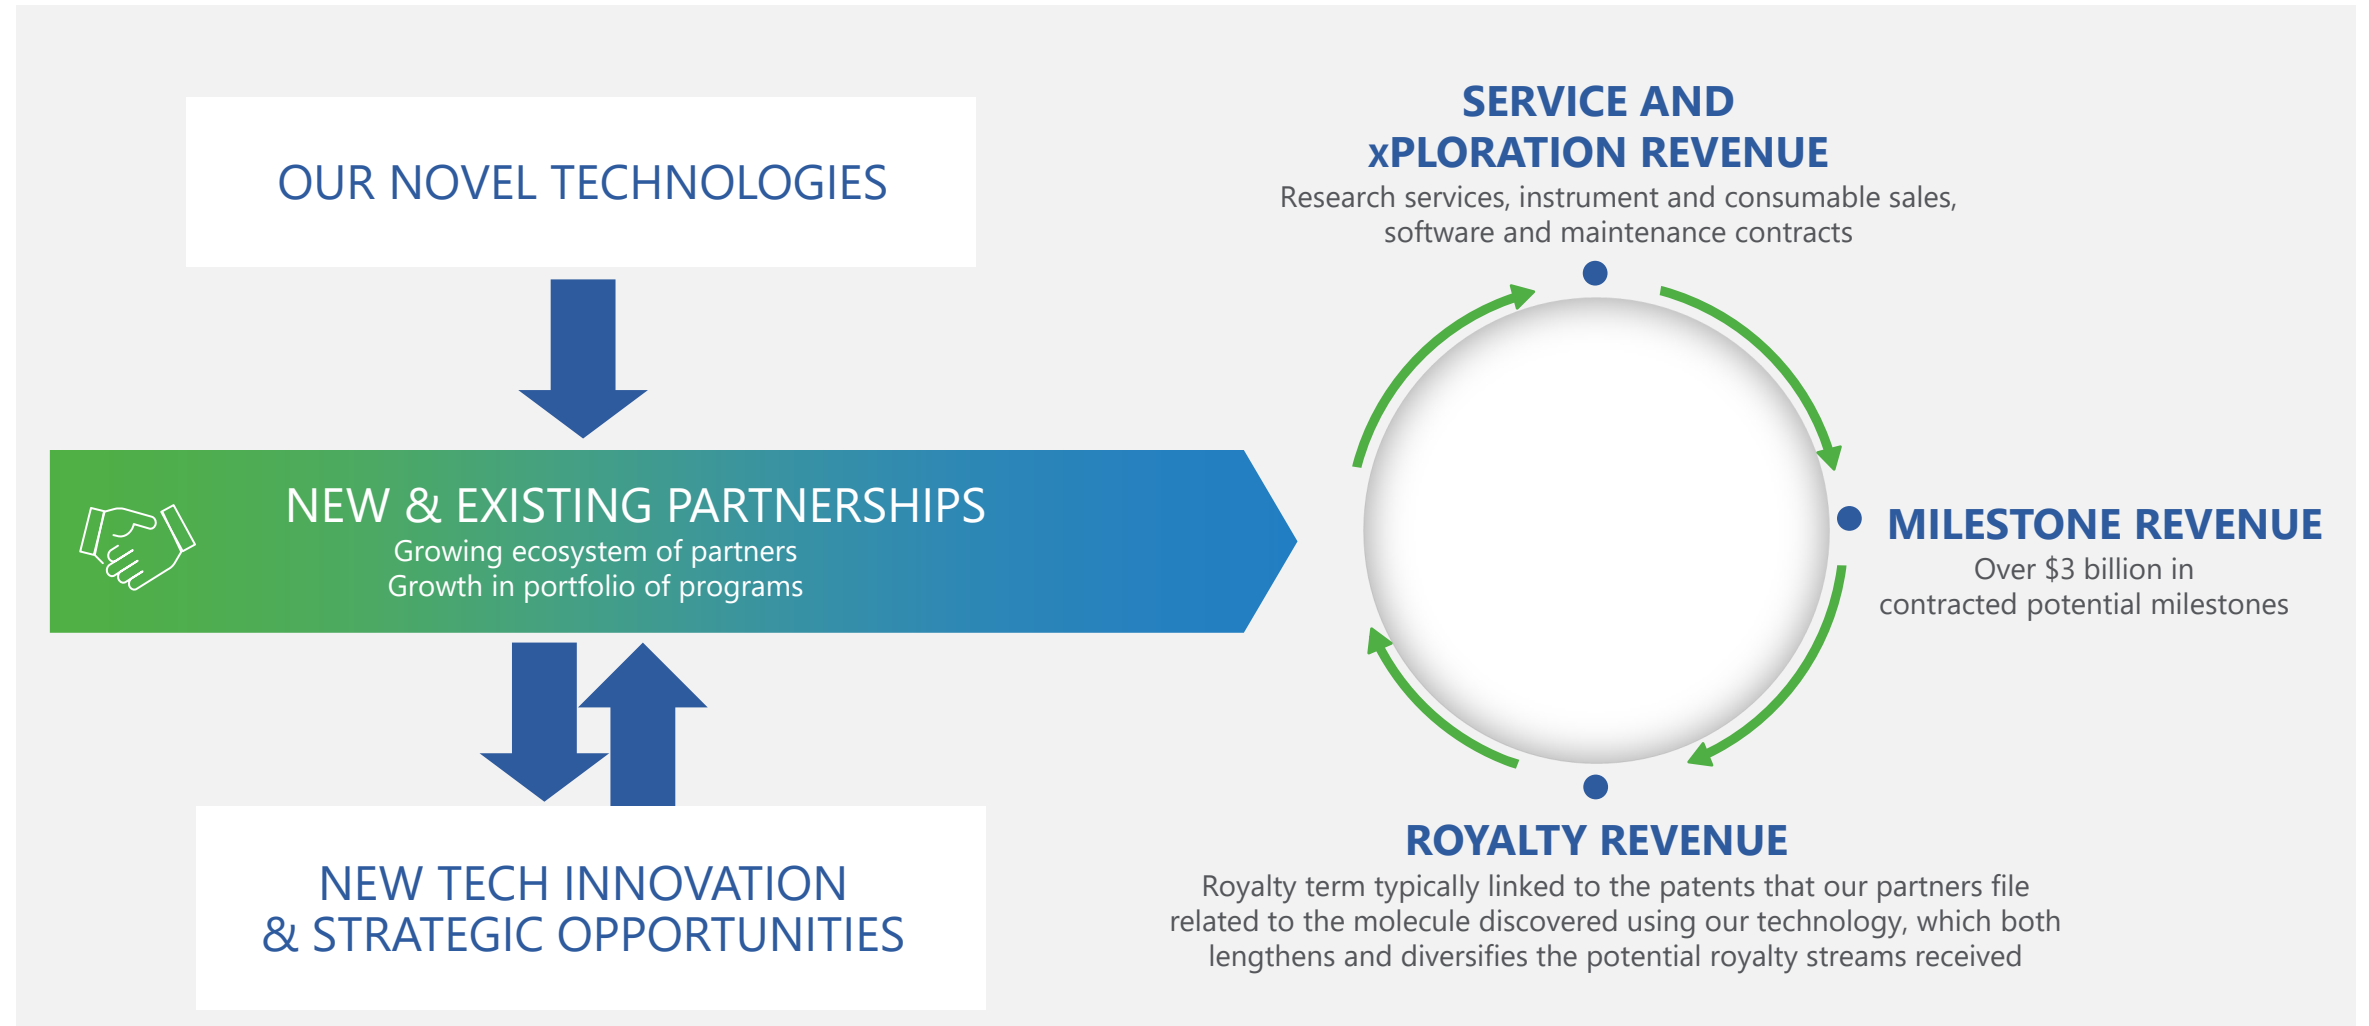 OUR NOVEL TECHNOLOGIES
NEW & EXISTING PARTNERSHIPS
Growing ecosystem of partners
Growth in portfolio of programs
NEW TECH INNOVATION
& STRATEGIC OPPORTUNITIES
SERVICE AND
xPLORATION REVENUE
Research services, instrument and consumable sales,
software and maintenance contracts
MILESTONE REVENUE
Over $3 billion in
contracted potential milestones
ROYALTY REVENUE
Royalty term typically linked to the patents that our partners file
related to the molecule discovered using our technology, which both
lengthens and diversifies the potential royalty streams received